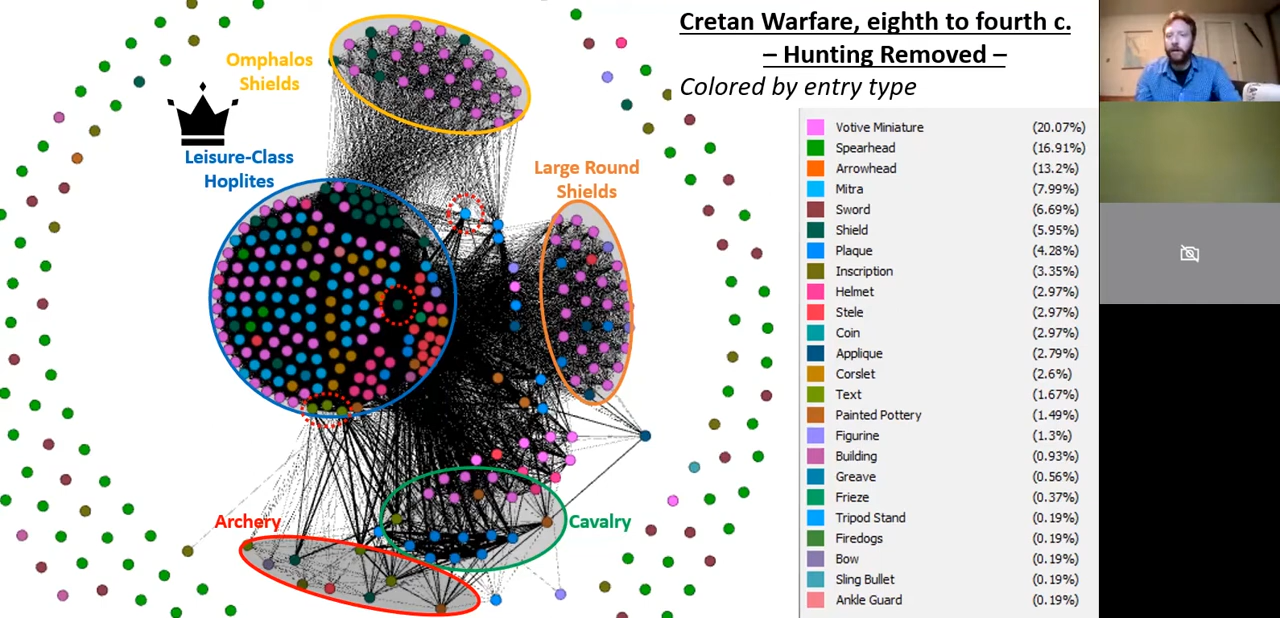 Cretan Warfare, eighth to fourth c.
– Hunting Removed –
Colored by entry type
Omphalos
Shields
Leisure-Class
Hoplites
Large Round
Shields
Archery
Cavalry
Votive Miniature (20.07%)
Spearhead (16.91%)
Arrowhead (13.2%)
Mitra (7.99%)
Sword (6.69%)
Shield (5.95%)
Plaque (4.28%)
Inscription (3.35%)
Helmet (2.97%)
Stele (2.97%)
Coin (2.97%)
Applique (2.79%)
Corslet (2.6%)
Text (1.67%)
Painted Pottery (1.49%)
Figurine (1.3%)
Building (0.93%)
Greave (0.56%)
Frieze (0.37%)
Tripod Stand (0.19%)
Firedogs (0.19%)
Bow (0.19%)
Sling Bullet (0.19%)
Ankle Guard (0.19%)